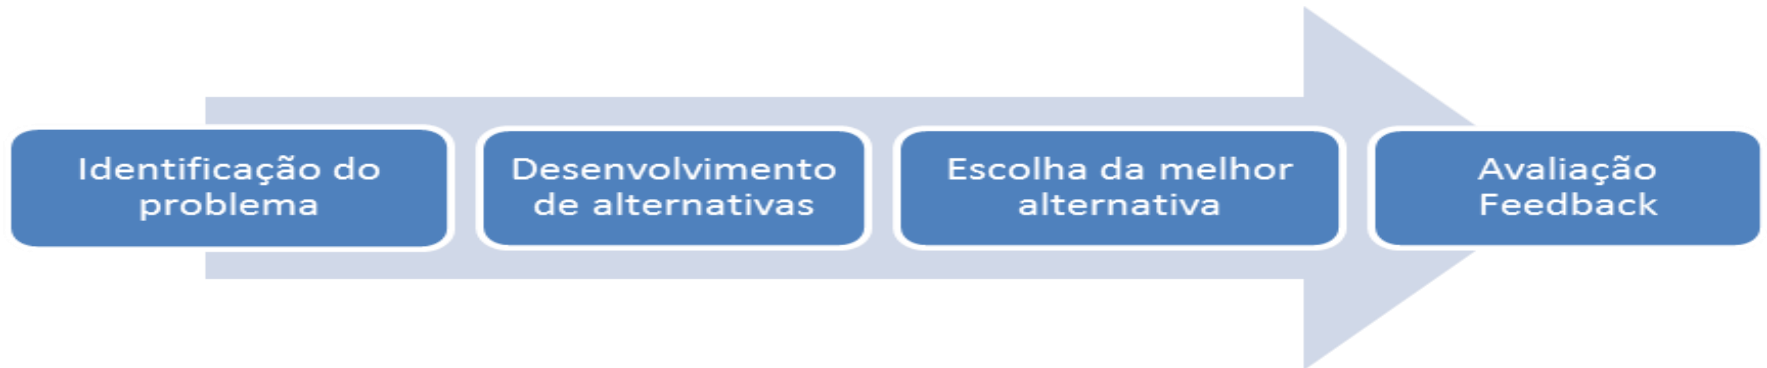 Identificação do
problema
Desenvolvimento
de alternativas
Escolha da melhor
alternativa
Avaliação
Feedback